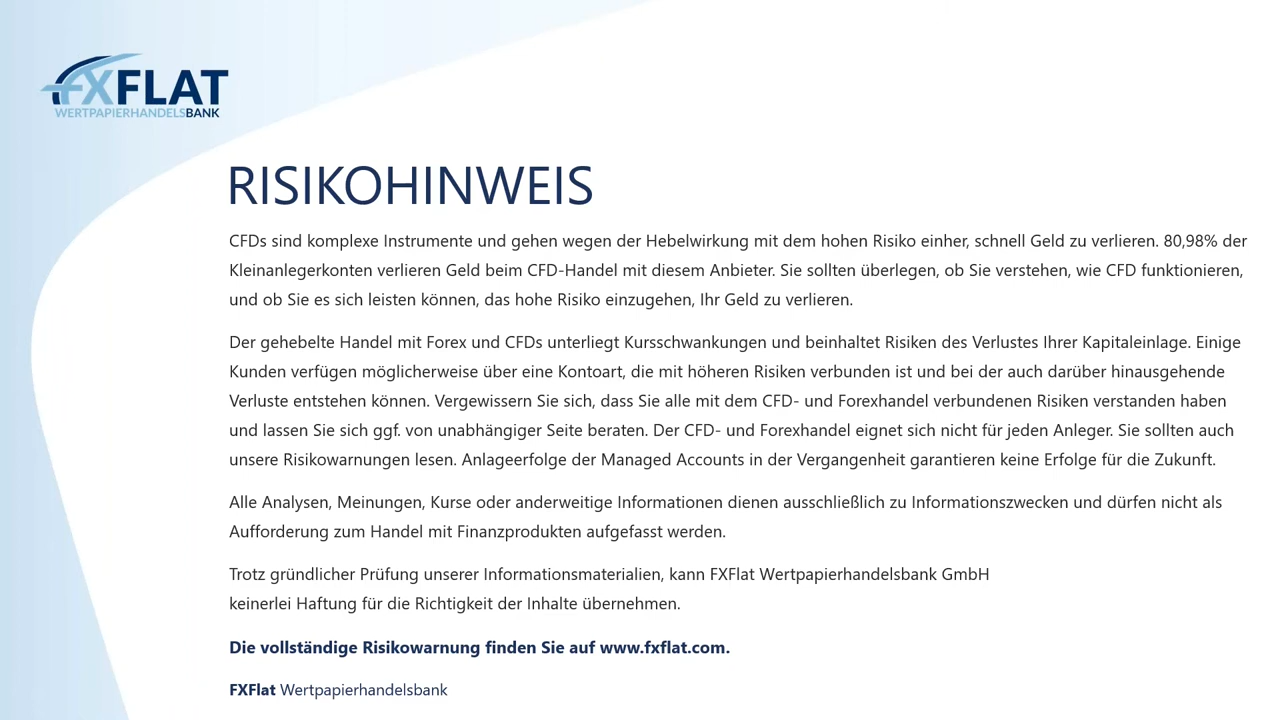 FXFLAT
WERTPAPIERHANDELSBANK
RISIKOHINWEIS
CFDs sind komplexe Instrumente und gehen wegen der Hebelwirkung mit dem hohen Risiko einher, schnell Geld zu verlieren. 80,98% der
Kleinanlegerkonten verlieren Geld beim CFD-Handel mit diesem Anbieter. Sie sollten überlegen, ob Sie verstehen, wie CFD funktionieren,
und ob Sie es sich leisten können, das hohe Risiko einzugehen, Ihr Geld zu verlieren.
Der gehebelte Handel mit Forex und CFDs unterliegt Kursschwankungen und beinhaltet Risiken des Verlustes Ihrer Kapitaleinlage. Einige
Kunden verfügen möglicherweise über eine Kontoart, die mit höheren Risiken verbunden ist und bei der auch darüber hinausgehende
Verluste entstehen können. Vergewissern Sie sich, dass Sie alle mit dem CFD- und Forexhandel verbundenen Risiken verstanden haben
und lassen Sie sich ggf. von unabhängiger Seite beraten. Der CFD- und Forexhandel eignet sich nicht für jeden Anleger. Sie sollten auch
unsere Risikowarnungen lesen. Anlageerfolge der Managed Accounts in der Vergangenheit garantieren keine Erfolge für die Zukunft.
Alle Analysen, Meinungen, Kurse oder anderweitige Informationen dienen ausschließlich zu Informationszwecken und dürfen nicht als
Aufforderung zum Handel mit Finanzprodukten aufgefasst werden.
Trotz gründlicher Prüfung unserer Informationsmaterialien, kann FXFlat Wertpapierhandelsbank GmbH
keinerlei Haftung für die Richtigkeit der Inhalte übernehmen.
Die vollständige Risikowarnung finden Sie auf www.fxflat.com.
FXFlat Wertpapierhandelsbank